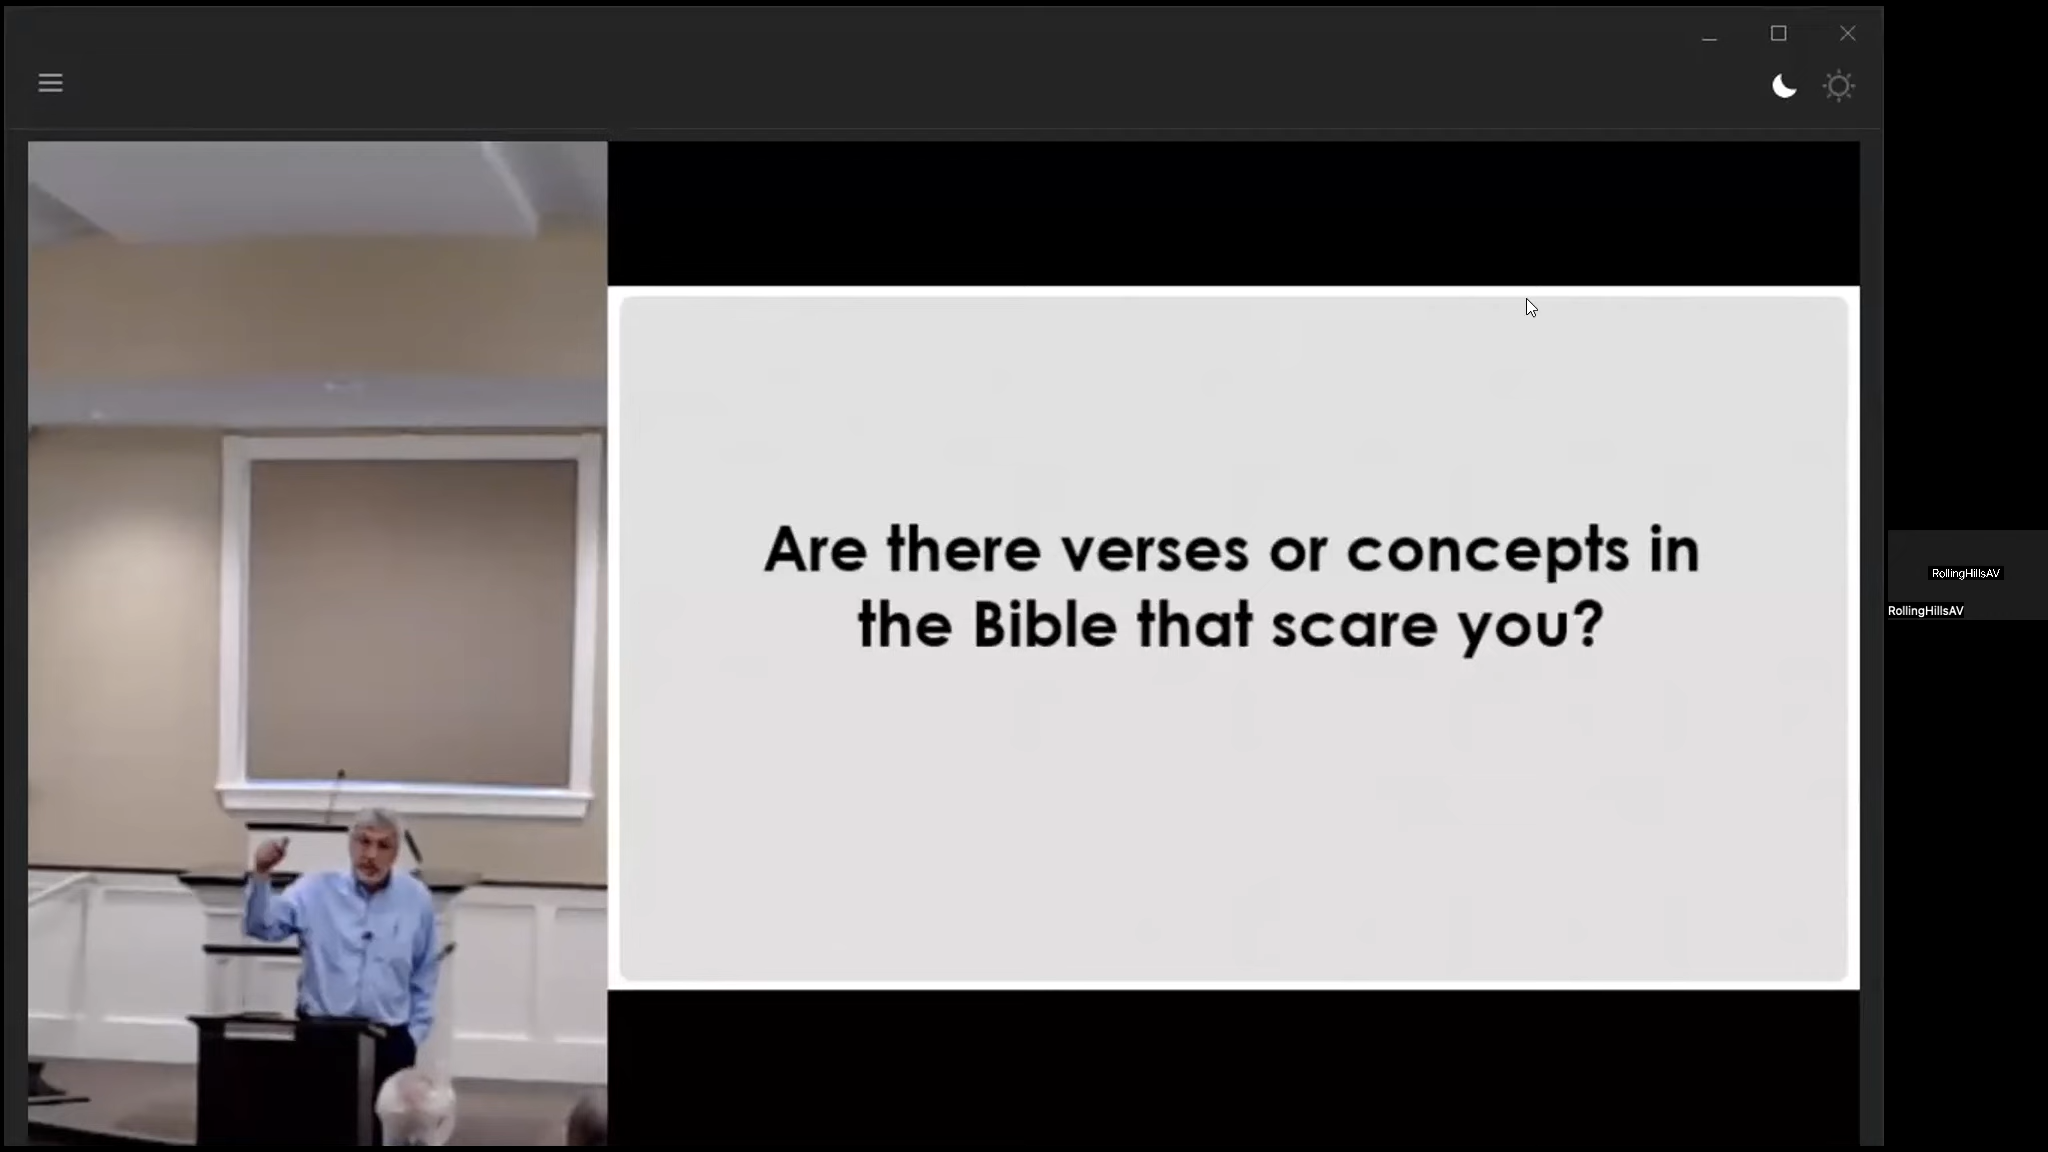 Are there verses or concepts in
the Bible that scare you?
RollingHillsAV
RollingHillsAV